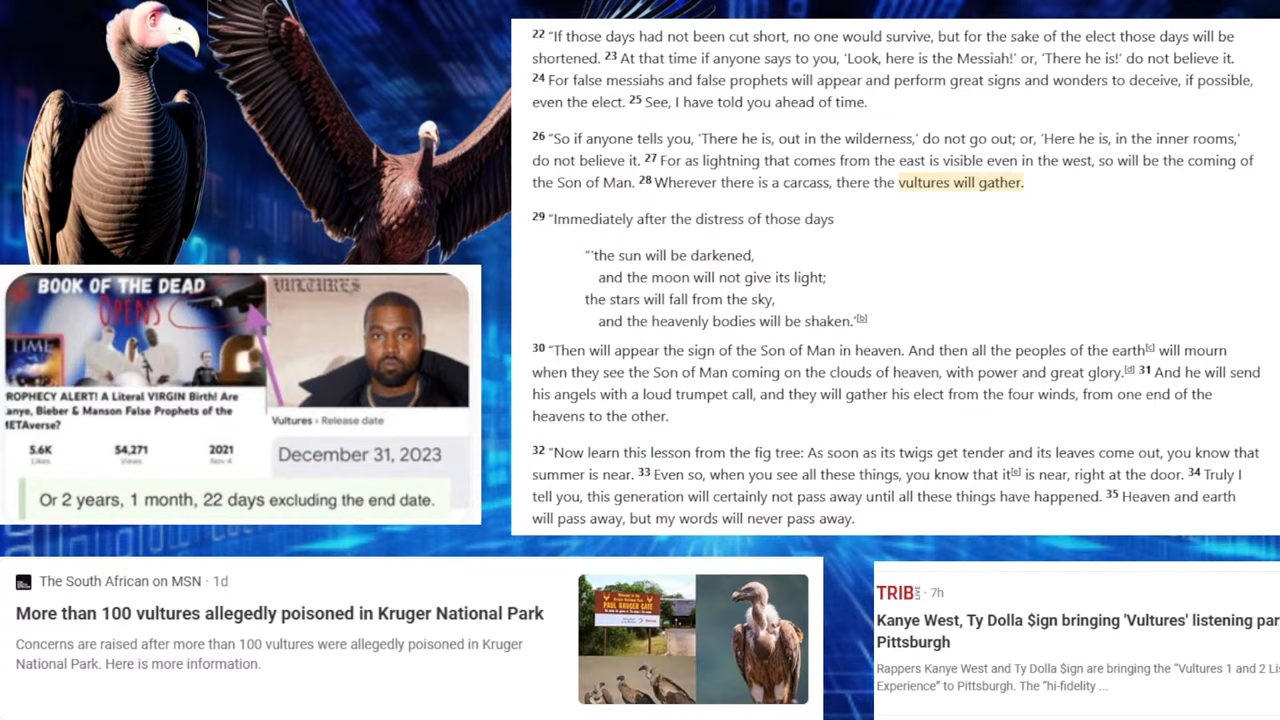 22 “If those days had not been cut short, no one would survive, but for the sake of the elect those days will be
shortened. 23 At that time if anyone says to you, ‘Look, here is the Messiah!’ or, ‘There he is!’ do not believe it.
24 For false messiahs and false prophets will appear and perform great signs and wonders to deceive, if possible,
even the elect. 25 See, I have told you ahead of time.
26 “So if anyone tells you, ‘There he is, out in the wilderness,’ do not go out; or, ‘Here he is, in the inner rooms,’
do not believe it. 27 For as lightning that comes from the east is visible even in the west, so will be the coming of
the Son of Man. 28 Wherever there is a carcass, there the vultures will gather.
29 “Immediately after the distress of those days
“‘the sun will be darkened,
and the moon will not give its light;
the stars will fall from the sky,
and the heavenly bodies will be shaken.’[b]
30 “Then will appear the sign of the Son of Man in heaven. And then all the peoples of the earth[c] will mourn
when they see the Son of Man coming on the clouds of heaven, with power and great glory.[d] 31 And he will send
his angels with a loud trumpet call, and they will gather his elect from the four winds, from one end of the
heavens to the other.
32 “Now learn this lesson from the fig tree: As soon as its twigs get tender and its leaves come out, you know that
summer is near. 33 Even so, when you see all these things, you know that it[e] is near, right at the door. 34 Truly I
tell you, this generation will certainly not pass away until all these things have happened. 35 Heaven and earth
will pass away, but my words will never pass away.
BOOK OF THE DEAD
OPENS
TIME
VULTURES
ROPHECY ALERT! A Literal VIRGIN Birth! Are
anye, Bieber & Manson False Prophets of the
METAverse?
5.6K 54,271 2021
Likes Views Nov 4
Vultures › Release date
December 31, 2023
Or 2 years, 1 month, 22 days excluding the end date.
The South African on MSN · 1d
More than 100 vultures allegedly poisoned in Kruger National Park
Concerns are raised after more than 100 vultures were allegedly poisoned in Kruger
National Park. Here is more information.
PAUL KRUGER GATE
TRIB LIVE · 7h
Kanye West, Ty Dolla $ign bringing 'Vultures' listening par
Pittsburgh
Rappers Kanye West and Ty Dolla $ign are bringing the “Vultures 1 and 2 Lis
Experience” to Pittsburgh. The “hi-fidelity ...